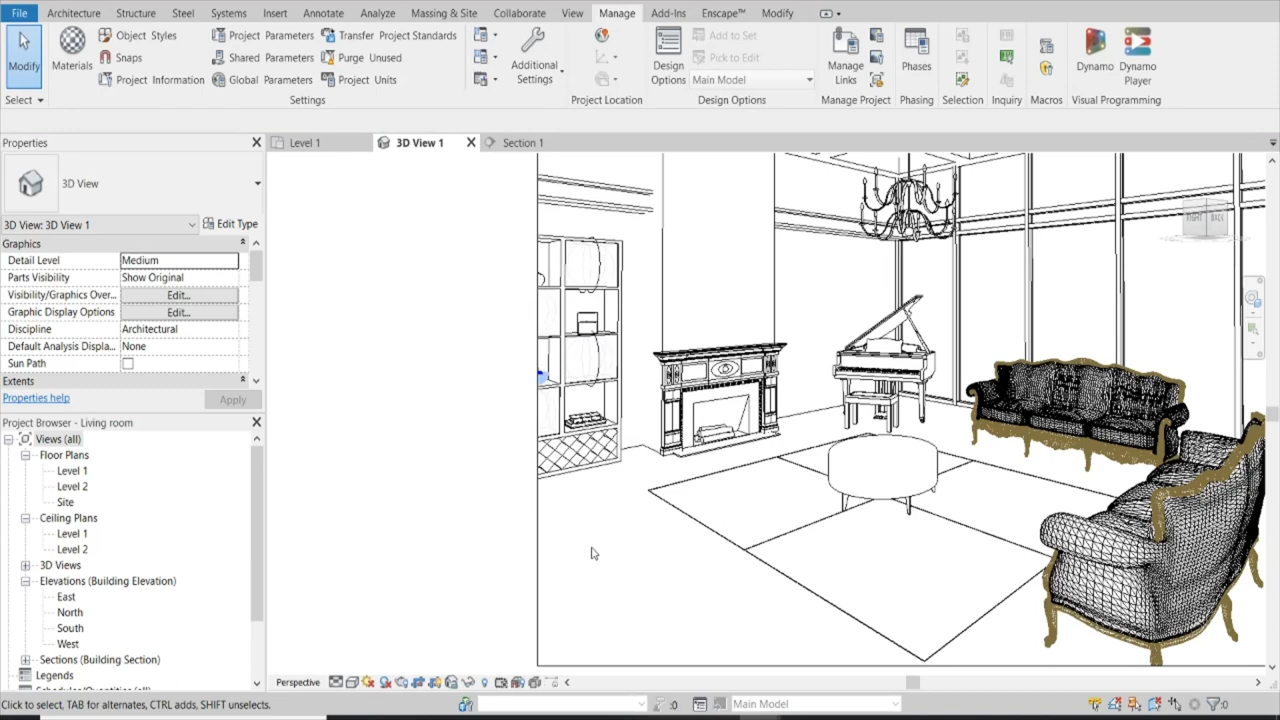 File Architecture Structure Steel Systems Insert Annotate Analyze Massing & Site Collaborate View Manage Add-Ins Enscape™ Modify
Modify
Select
Materials
Object Styles
Snaps
Project Information
Project Parameters
Shared Parameters
Global Parameters
Transfer Project Standards
Purge Unused
Project Units
Settings
Additional
Settings
Project Location
Design
Options
Add to Set
Pick to Edit
Main Model
Design Options
Manage
Links
Manage Project
Phases
Phasing
Selection
Inquiry
Macros
Dynamo
Dynamo
Player
Visual Programming
Properties
Level 1
3D View 1
Section 1
3D View
3D View: 3D View 1
Edit Type
Graphics
Detail Level Medium
Parts Visibility Show Original
Visibility/Graphics Over... Edit...
Graphic Display Options Edit...
Discipline Architectural
Default Analysis Displa... None
Sun Path
Extents
Properties help
Apply
RIGHT BACK
Project Browser - Living room
Views (all)
Floor Plans
Level 1
Level 2
Site
Ceiling Plans
Level 1
Level 2
3D Views
Elevations (Building Elevation)
East
North
South
West
Sections (Building Section)
Legends
Perspective
Click to select, TAB for alternates, CTRL adds, SHIFT unselects.
:0
Main Model
:0